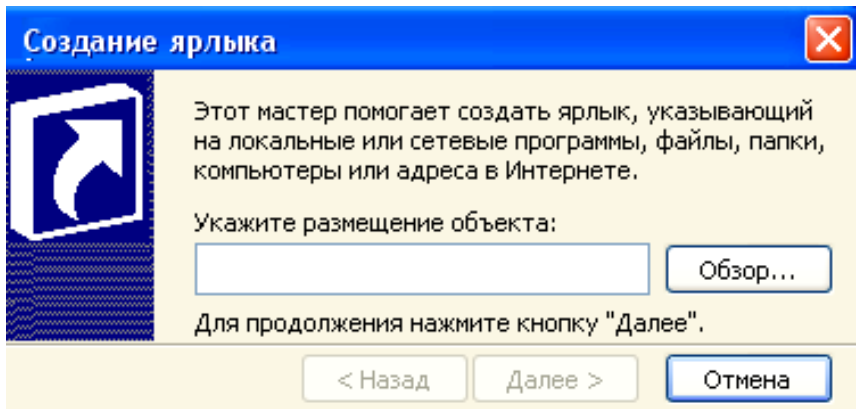 Создание ярлыка
Этот мастер помогает создать ярлык, указывающий
на локальные или сетевые программы, файлы, папки,
компьютеры или адреса в Интернете.
Укажите размещение объекта:
Обзор...
Для продолжения нажмите кнопку "Далее".
< Назад Далее > Отмена